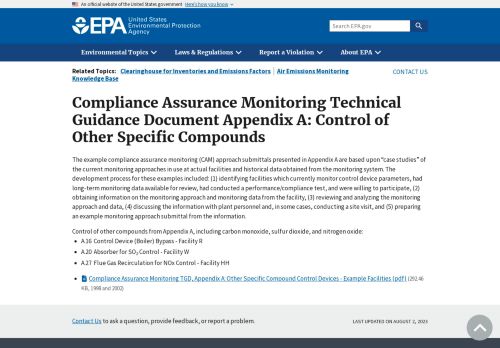 An official website of the United States government Here's how you know
EPA United States Environmental Protection Agency
Search EPA.gov
Environmental Topics Laws & Regulations Report a Violation About EPA
Related Topics: Clearinghouse for Inventories and Emissions Factors | Air Emissions Monitoring Knowledge Base
CONTACT US
Compliance Assurance Monitoring Technical
Guidance Document Appendix A: Control of
Other Specific Compounds
The example compliance assurance monitoring (CAM) approach submittals presented in Appendix A are based upon "case studies" of
the current monitoring approaches in use at actual facilities and historical data obtained from the monitoring system. The
development process for these examples included: (1) identifying facilities which currently monitor control device parameters, had
long-term monitoring data available for review, had conducted a performance/compliance test, and were willing to participate, (2)
obtaining information on the monitoring approach and monitoring data from the facility, (3) reviewing and analyzing the monitoring
approach and data, (4) discussing the information with plant personnel and, in some cases, conducting a site visit, and (5) preparing
an example monitoring approach submittal from the information.
Control of other compounds from Appendix A, including carbon monoxide, sulfur dioxide, and nitrogen oxide:
• A.16 Control Device (Boiler) Bypass - Facility R
• A.20 Absorber for SO₂ Control - Facility W
• A.27 Flue Gas Recirculation for NOx Control - Facility HH
• Compliance Assurance Monitoring TGD, Appendix A: Other Specific Compound Control Devices - Example Facilities (pdf) (292.46
KB, 1998 and 2002)
Contact Us to ask a question, provide feedback, or report a problem.
LAST UPDATED ON AUGUST 2, 2023